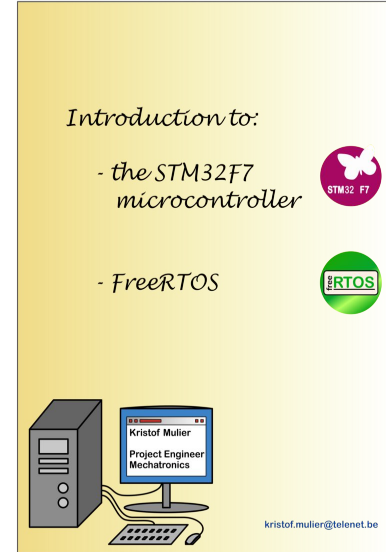 Introduction to:
- the STM32F7
microcontroller
STM32 F7
- FreeRTOS
free RTOS
Kristof Mulier
Project Engineer
Mechatronics
kristof.mulier@telenet.be